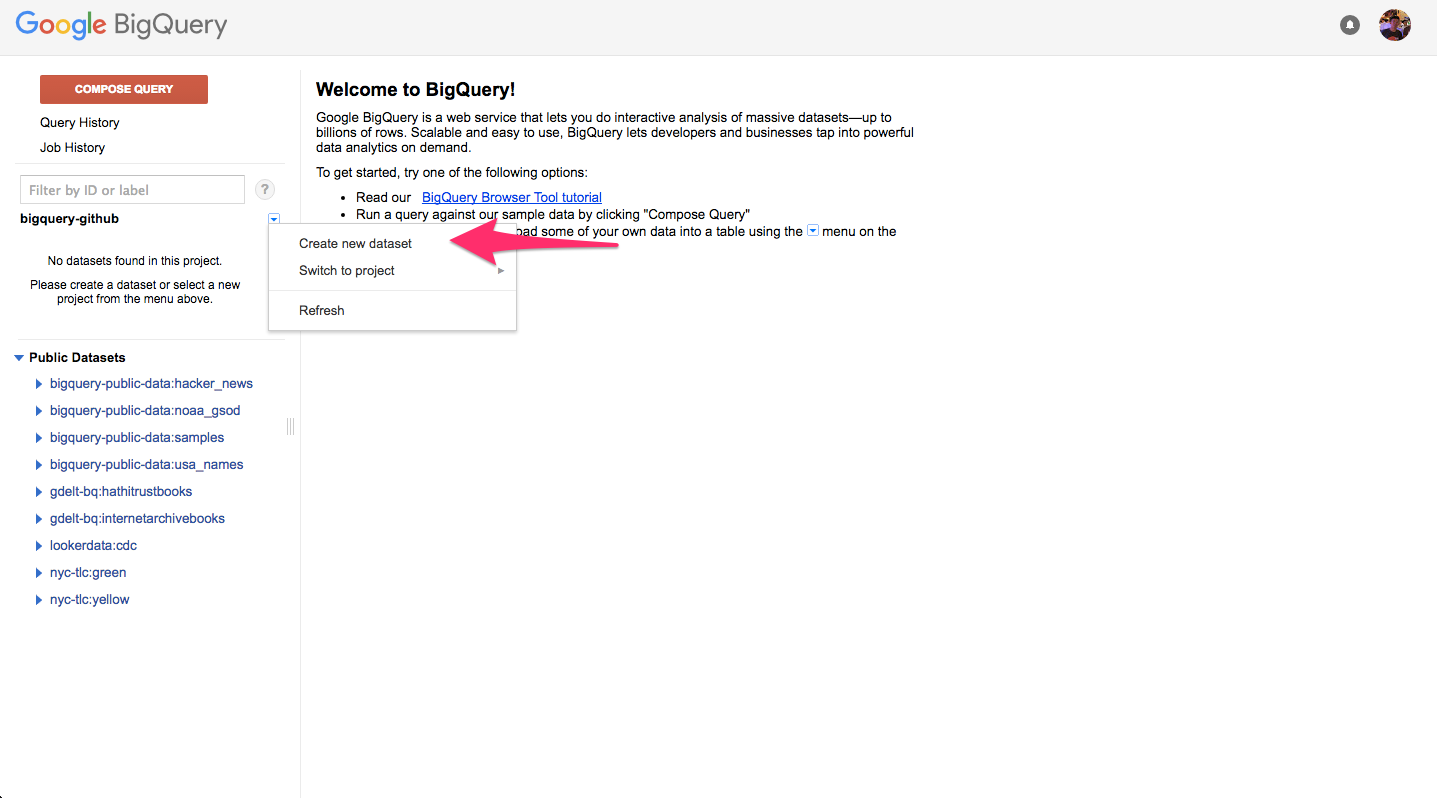 Google BigQuery
COMPOSE QUERY
Query History
Job History
Filter by ID or label
?
bigquery-github
No datasets found in this project.
Please create a dataset or select a new
project from the menu above.
Public Datasets
bigquery-public-data:hacker_news
bigquery-public-data:noaa_gsod
bigquery-public-data:samples
bigquery-public-data:usa_names
gdelt-bq:hathitrustbooks
gdelt-bq:internetarchivebooks
lookerdata:cdc
nyc-tlc:green
nyc-tlc:yellow
Create new dataset
Switch to project
Refresh
Welcome to BigQuery!
Google BigQuery is a web service that lets you do interactive analysis of massive datasets—up to
billions of rows. Scalable and easy to use, BigQuery lets developers and businesses tap into powerful
data analytics on demand.
To get started, try one of the following options:
• Read our BigQuery Browser Tool tutorial
• Run a query against our sample data by clicking "Compose Query"
some of your own data into a table using the menu on the